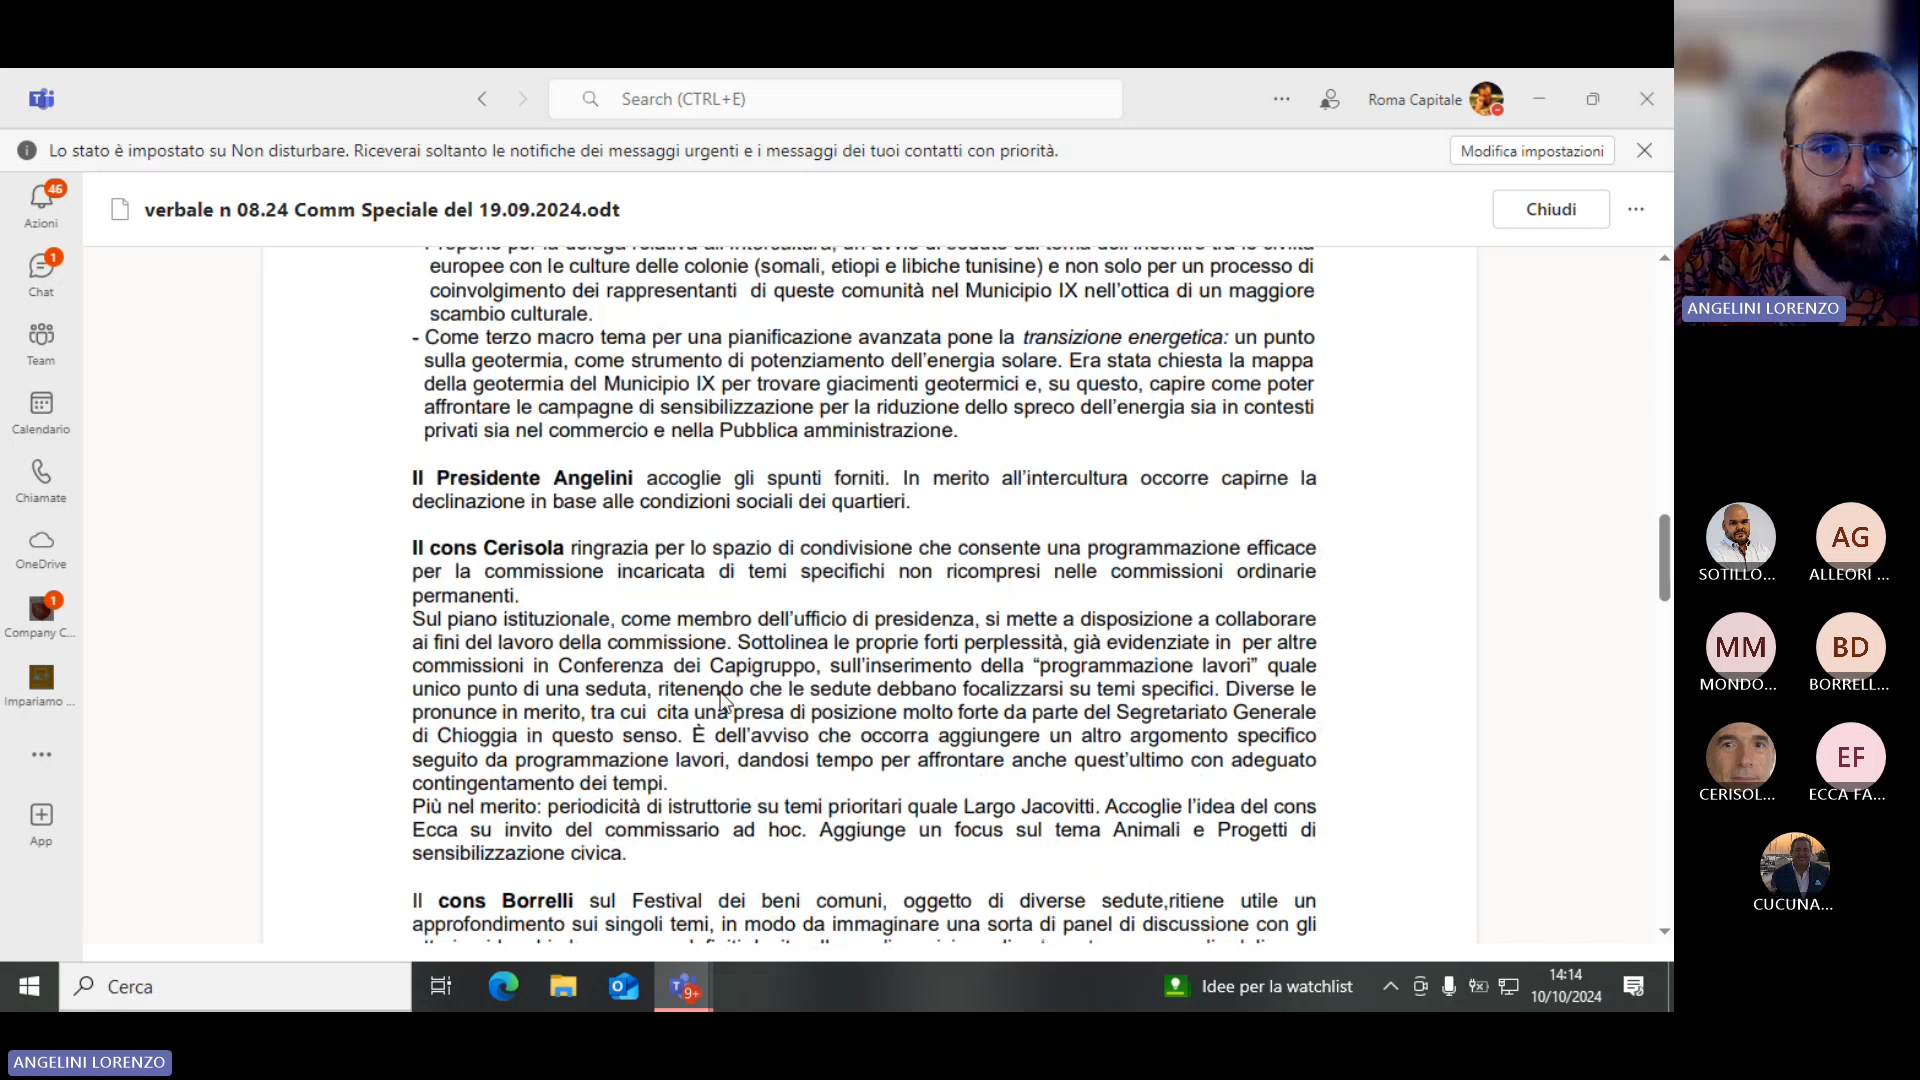 Search (CTRL+E)
Roma Capitale
Lo stato è impostato su Non disturbare. Riceverai soltanto le notifiche dei messaggi urgenti e i messaggi dei tuoi contatti con priorità.
Modifica impostazioni
46
Azioni
1
Chat
Team
Calendario
Chiamate
OneDrive
1
Company C...
Impariamo ...
App
verbale n 08.24 Comm Speciale del 19.09.2024.odt
Chiudi
europee con le culture delle colonie (somali, etiopi e libiche tunisine) e non solo per un processo di
coinvolgimento dei rappresentanti di queste comunità nel Municipio IX nell'ottica di un maggiore
scambio culturale.
- Come terzo macro tema per una pianificazione avanzata pone la transizione energetica: un punto
sulla geotermia, come strumento di potenziamento dell'energia solare. Era stata chiesta la mappa
della geotermia del Municipio IX per trovare giacimenti geotermici e, su questo, capire come poter
affrontare le campagne di sensibilizzazione per la riduzione dello spreco dell'energia sia in contesti
privati sia nel commercio e nella Pubblica amministrazione.
Il Presidente Angelini accoglie gli spunti forniti. In merito all'intercultura occorre capirne la
declinazione in base alle condizioni sociali dei quartieri.
Il cons Cerisola ringrazia per lo spazio di condivisione che consente una programmazione efficace
per la commissione incaricata di temi specifichi non ricompresi nelle commissioni ordinarie
permanenti.
Sul piano istituzionale, come membro dell'ufficio di presidenza, si mette a disposizione a collaborare
ai fini del lavoro della commissione. Sottolinea le proprie forti perplessità, già evidenziate in per altre
commissioni in Conferenza dei Capigruppo, sull'inserimento della “programmazione lavori” quale
unico punto di una seduta, ritenendo che le sedute debbano focalizzarsi su temi specifici. Diverse le
pronunce in merito, tra cui cita una presa di posizione molto forte da parte del Segretariato Generale
di Chioggia in questo senso. È dell'avviso che occorra aggiungere un altro argomento specifico
seguito da programmazione lavori, dandosi tempo per affrontare anche quest'ultimo con adeguato
contingentamento dei tempi.
Più nel merito: periodicità di istruttorie su temi prioritari quale Largo Jacovitti. Accoglie l'idea del cons
Ecca su invito del commissario ad hoc. Aggiunge un focus sul tema Animali e Progetti di
sensibilizzazione civica.
Il cons Borrelli sul Festival dei beni comuni, oggetto di diverse sedute,ritiene utile un
approfondimento sui singoli temi, in modo da immaginare una sorta di panel di discussione con gli
Cerca
9+
Idee per la watchlist
14:14
10/10/2024
ANGELINI LORENZO
SOTILLO...
AG
ALLEORI ...
MM
MONDO...
BD
BORRELL...
CERISOL...
EF
ECCA FA...
CUCUNA...
ANGELINI LORENZO